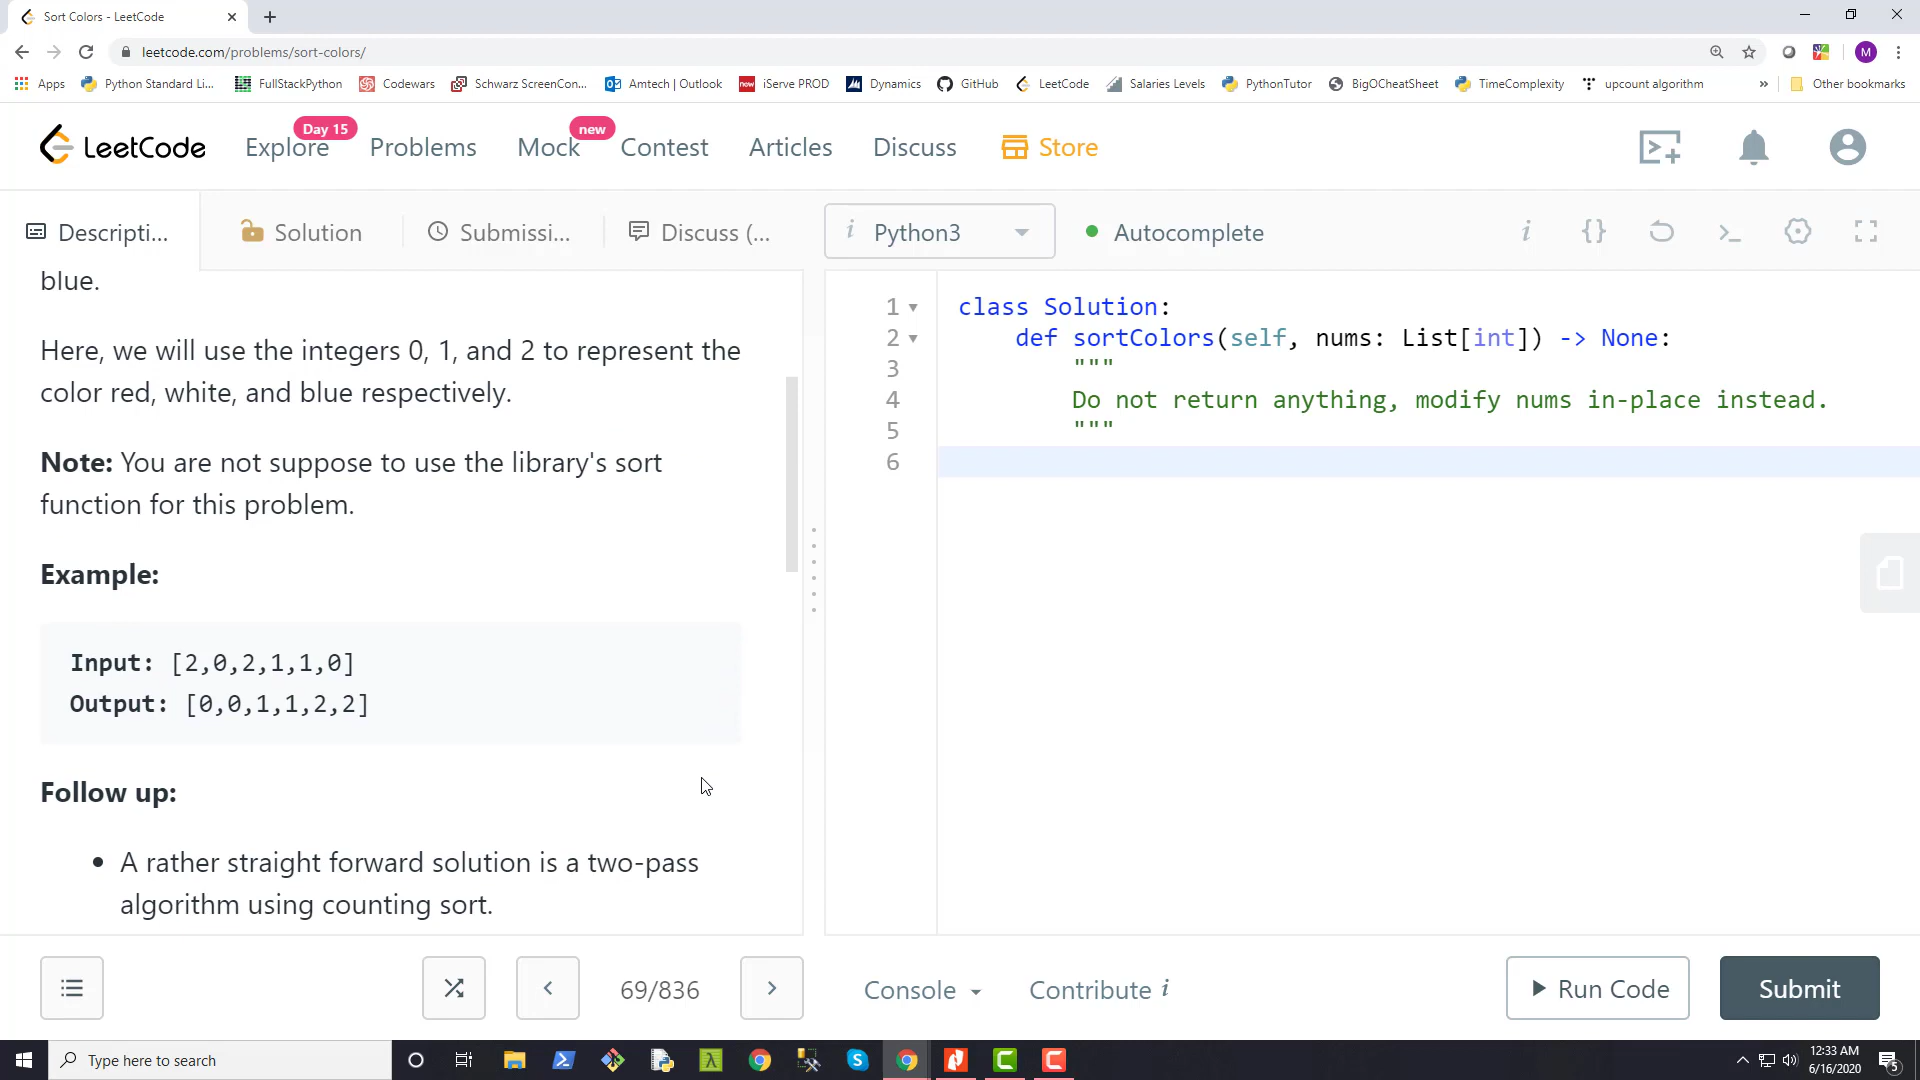 Sort Colors - LeetCode
leetcode.com/problems/sort-colors/
M
Apps Python Standard Li... FullStackPython Codewars Schwarz ScreenCon... Amtech | Outlook now iServe PROD Dynamics GitHub LeetCode Salaries Levels PythonTutor BigOCheatSheet TimeComplexity upcount algorithm » Other bookmarks
Day 15 new
LeetCode Explore Problems Mock Contest Articles Discuss Store
Descripti... Solution Submissi... Discuss (... i Python3 Autocomplete i {}
blue.
Here, we will use the integers 0, 1, and 2 to represent the
color red, white, and blue respectively.
Note: You are not suppose to use the library's sort
function for this problem.
Example:
Input: [2,0,2,1,1,0]
Output: [0,0,1,1,2,2]
Follow up:
• A rather straight forward solution is a two-pass
algorithm using counting sort.
1 class Solution:
2 def sortColors(self, nums: List[int]) -> None:
3 """
4 Do not return anything, modify nums in-place instead.
5 """
6
69/836 Console Contribute i Run Code Submit
Type here to search
12:33 AM
6/16/2020
5